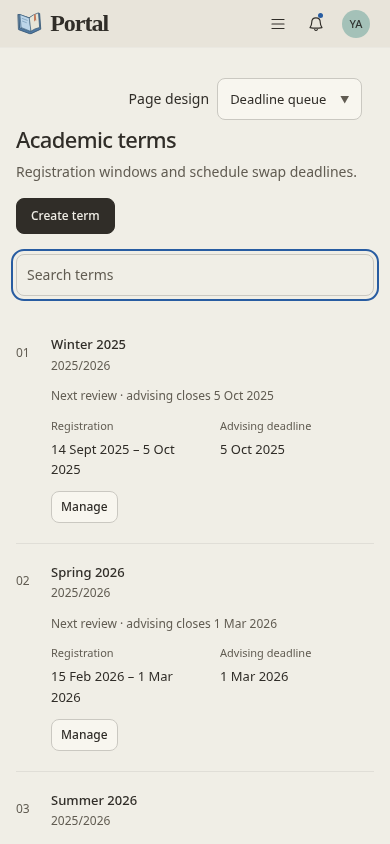 Portal
YA
Page design
Deadline queue
Academic terms
Registration windows and schedule swap deadlines.
Create term
Search terms
01
Winter 2025
2025/2026
Next review · advising closes 5 Oct 2025
Registration
14 Sept 2025 – 5 Oct
2025
Advising deadline
5 Oct 2025
Manage
02
Spring 2026
2025/2026
Next review · advising closes 1 Mar 2026
Registration
15 Feb 2026 – 1 Mar
2026
Advising deadline
1 Mar 2026
Manage
03
Summer 2026
2025/2026